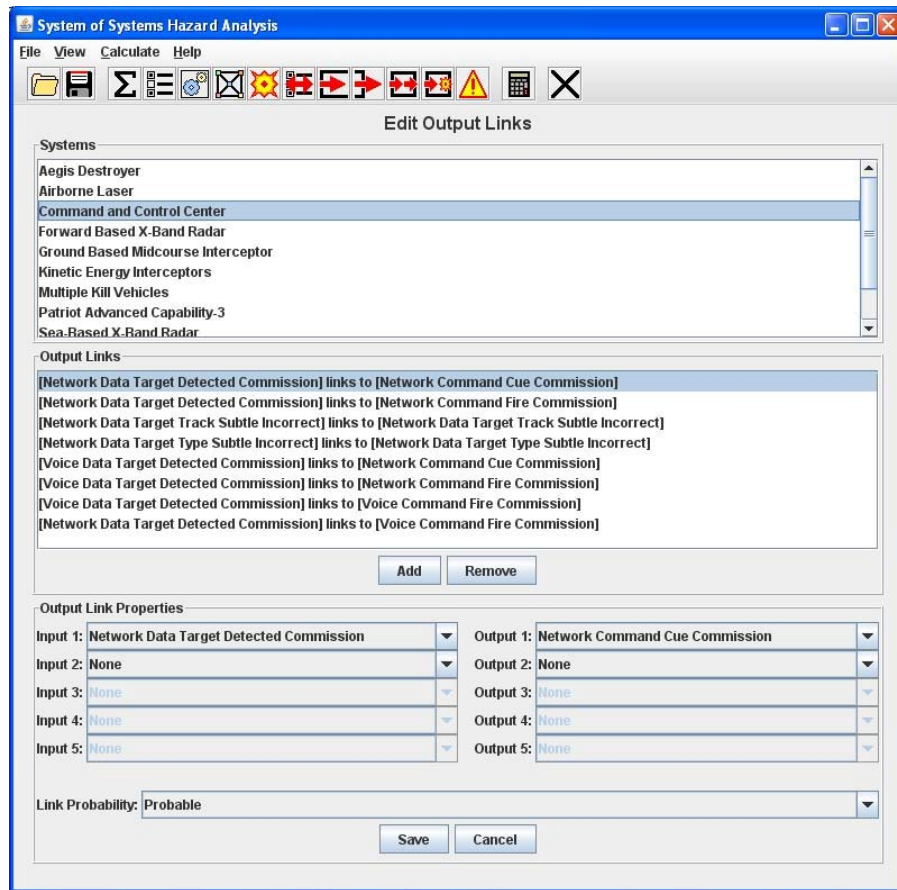 System of Systems Hazard Analysis
File View Calculate Help
Edit Output Links
Systems
Aegis Destroyer
Airborne Laser
Command and Control Center
Forward Based X-Band Radar
Ground Based Midcourse Interceptor
Kinetic Energy Interceptors
Multiple Kill Vehicles
Patriot Advanced Capability-3
Sea-Based X-Band Radar
Output Links
[Network Data Target Detected Commission] links to [Network Command Cue Commission]
[Network Data Target Detected Commission] links to [Network Command Fire Commission]
[Network Data Target Track Subtle Incorrect] links to [Network Data Target Track Subtle Incorrect]
[Network Data Target Type Subtle Incorrect] links to [Network Data Target Type Subtle Incorrect]
[Voice Data Target Detected Commission] links to [Network Command Cue Commission]
[Voice Data Target Detected Commission] links to [Network Command Fire Commission]
[Voice Data Target Detected Commission] links to [Voice Command Fire Commission]
[Network Data Target Detected Commission] links to [Voice Command Fire Commission]
Add Remove
Output Link Properties
Input 1: Network Data Target Detected Commission Output 1: Network Command Cue Commission
Input 2: None Output 2: None
Input 3: None Output 3: None
Input 4: None Output 4: None
Input 5: None Output 5: None
Link Probability: Probable
Save Cancel